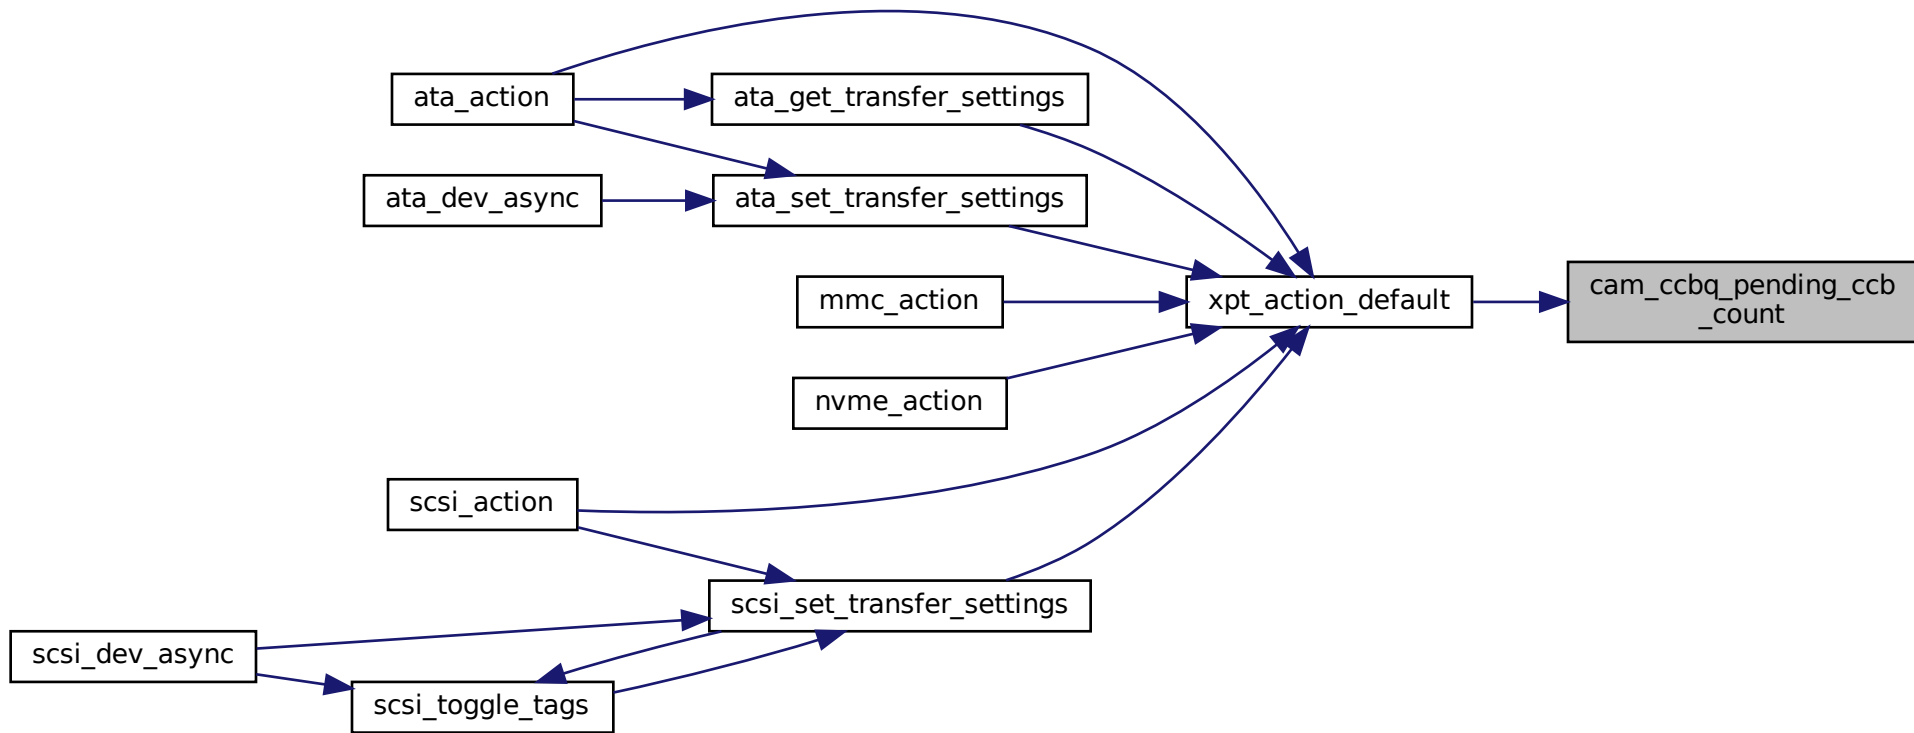 ata_action
ata_get_transfer_settings
ata_dev_async
ata_set_transfer_settings
mmc_action
xpt_action_default
cam_ccbq_pending_ccb
_count
nvme_action
scsi_action
scsi_set_transfer_settings
scsi_dev_async
scsi_toggle_tags